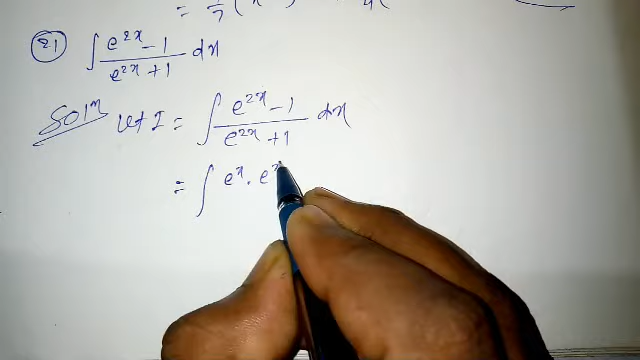 21 ∫ e^2x - 1 / e^2x + 1 dx
Solⁿ let I = ∫ e^2x - 1 / e^2x + 1 dx
= ∫ e^x . e^x